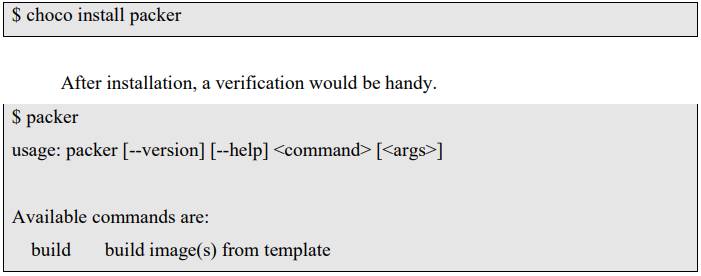 $ choco install packer
After installation, a verification would be handy.
$ packer
usage: packer [--version] [--help] <command> [<args>]
Available commands are:
build build image(s) from template